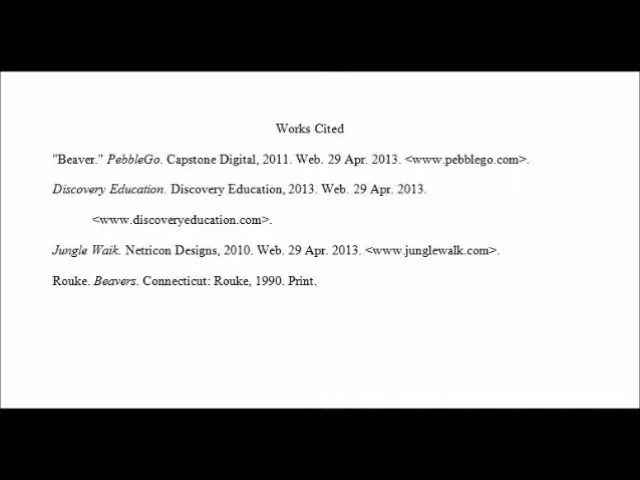 Works Cited
"Beaver." PebbleGo. Capstone Digital, 2011. Web. 29 Apr. 2013. <www.pebblego.com>.
Discovery Education. Discovery Education, 2013. Web. 29 Apr. 2013.
<www.discoveryeducation.com>.
Jungle Walk. Netricon Designs, 2010. Web. 29 Apr. 2013. <www.junglewalk.com>.
Rouke. Beavers. Connecticut: Rouke, 1990. Print.